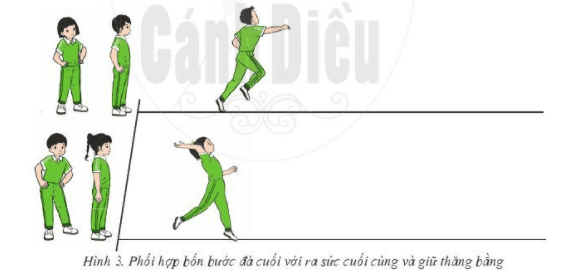 Cánh Diều
Hình 3. Phối hợp bốn bước đà cuối với ra sức cuối cùng và giữ thăng bằng